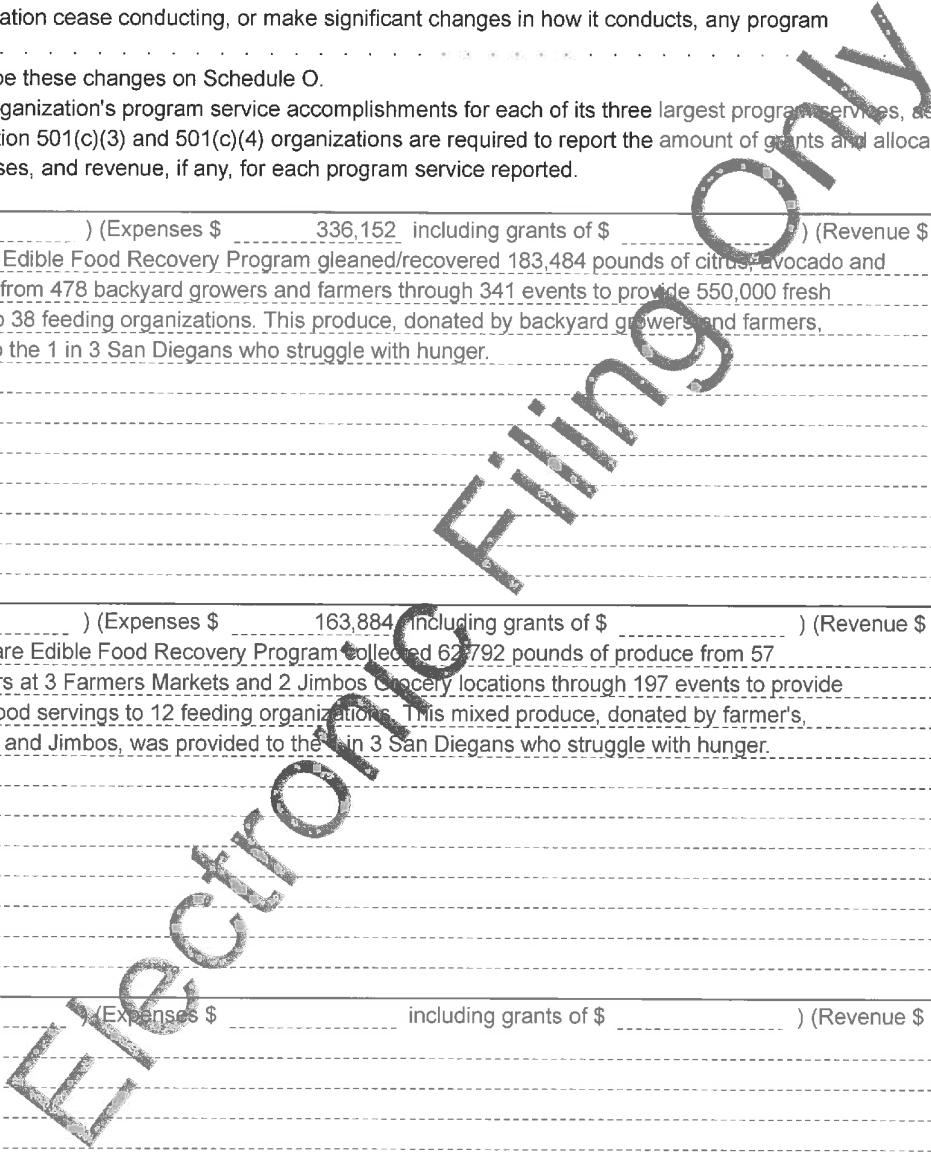 ation cease conducting, or make significant changes in how it conducts, any program
be these changes on Schedule O.
ganization's program service accomplishments for each of its three largest program services, as
tion 501(c)(3) and 501(c)(4) organizations are required to report the amount of grants and alloca
ses, and revenue, if any, for each program service reported.
) (Expenses $ 336,152 including grants of $ ) (Revenue $
Edible Food Recovery Program gleaned/recovered 183,484 pounds of citrus, avocado and
from 478 backyard growers and farmers through 341 events to provide 550,000 fresh
o 38 feeding organizations. This produce, donated by backyard growers and farmers,
o the 1 in 3 San Diegans who struggle with hunger.
) (Expenses $ 163,884 including grants of $ ) (Revenue $
are Edible Food Recovery Program collected 62,792 pounds of produce from 57
rs at 3 Farmers Markets and 2 Jimbos Grocery locations through 197 events to provide
ood servings to 12 feeding organizations. This mixed produce, donated by farmer's,
and Jimbos, was provided to the 1 in 3 San Diegans who struggle with hunger.
) (Expenses $ including grants of $ ) (Revenue $
Electronic Filing Only